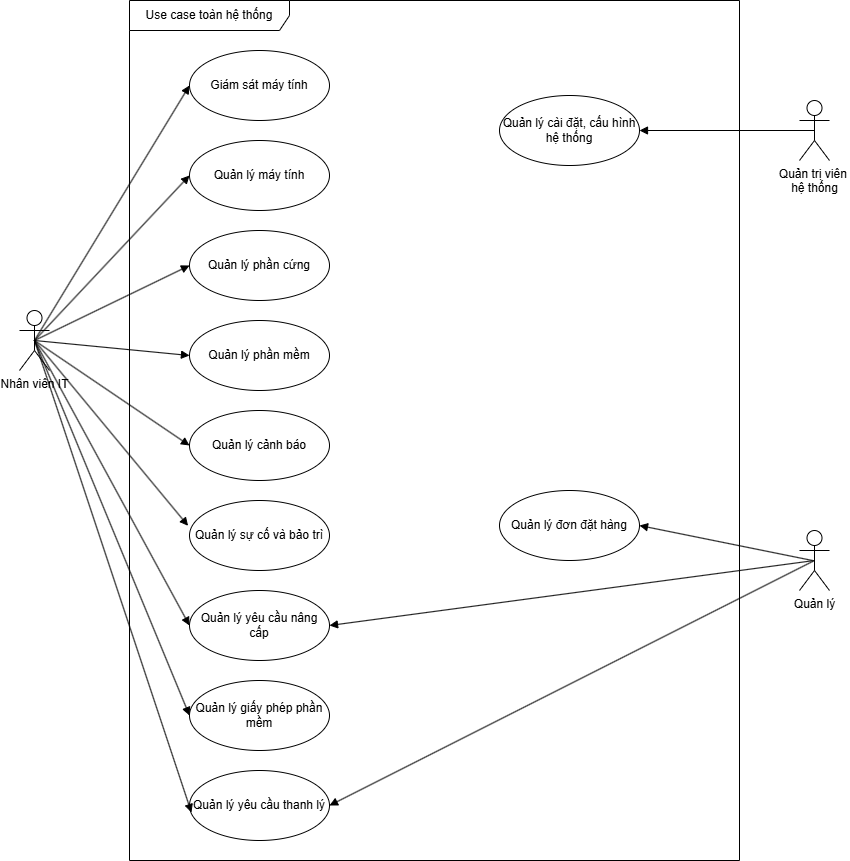 Use case toàn hệ thống
Giám sát máy tính
Quản lý máy tính
Quản lý phần cứng
Quản lý phần mềm
Quản lý cảnh báo
Quản lý sự cố và bảo trì
Quản lý yêu cầu nâng
cấp
Quản lý giấy phép phần
mềm
Quản lý yêu cầu thanh lý
Nhân viên IT
Quản lý cài đặt, cấu hình
hệ thống
Quản trị viên
hệ thống
Quản lý đơn đặt hàng
Quản lý